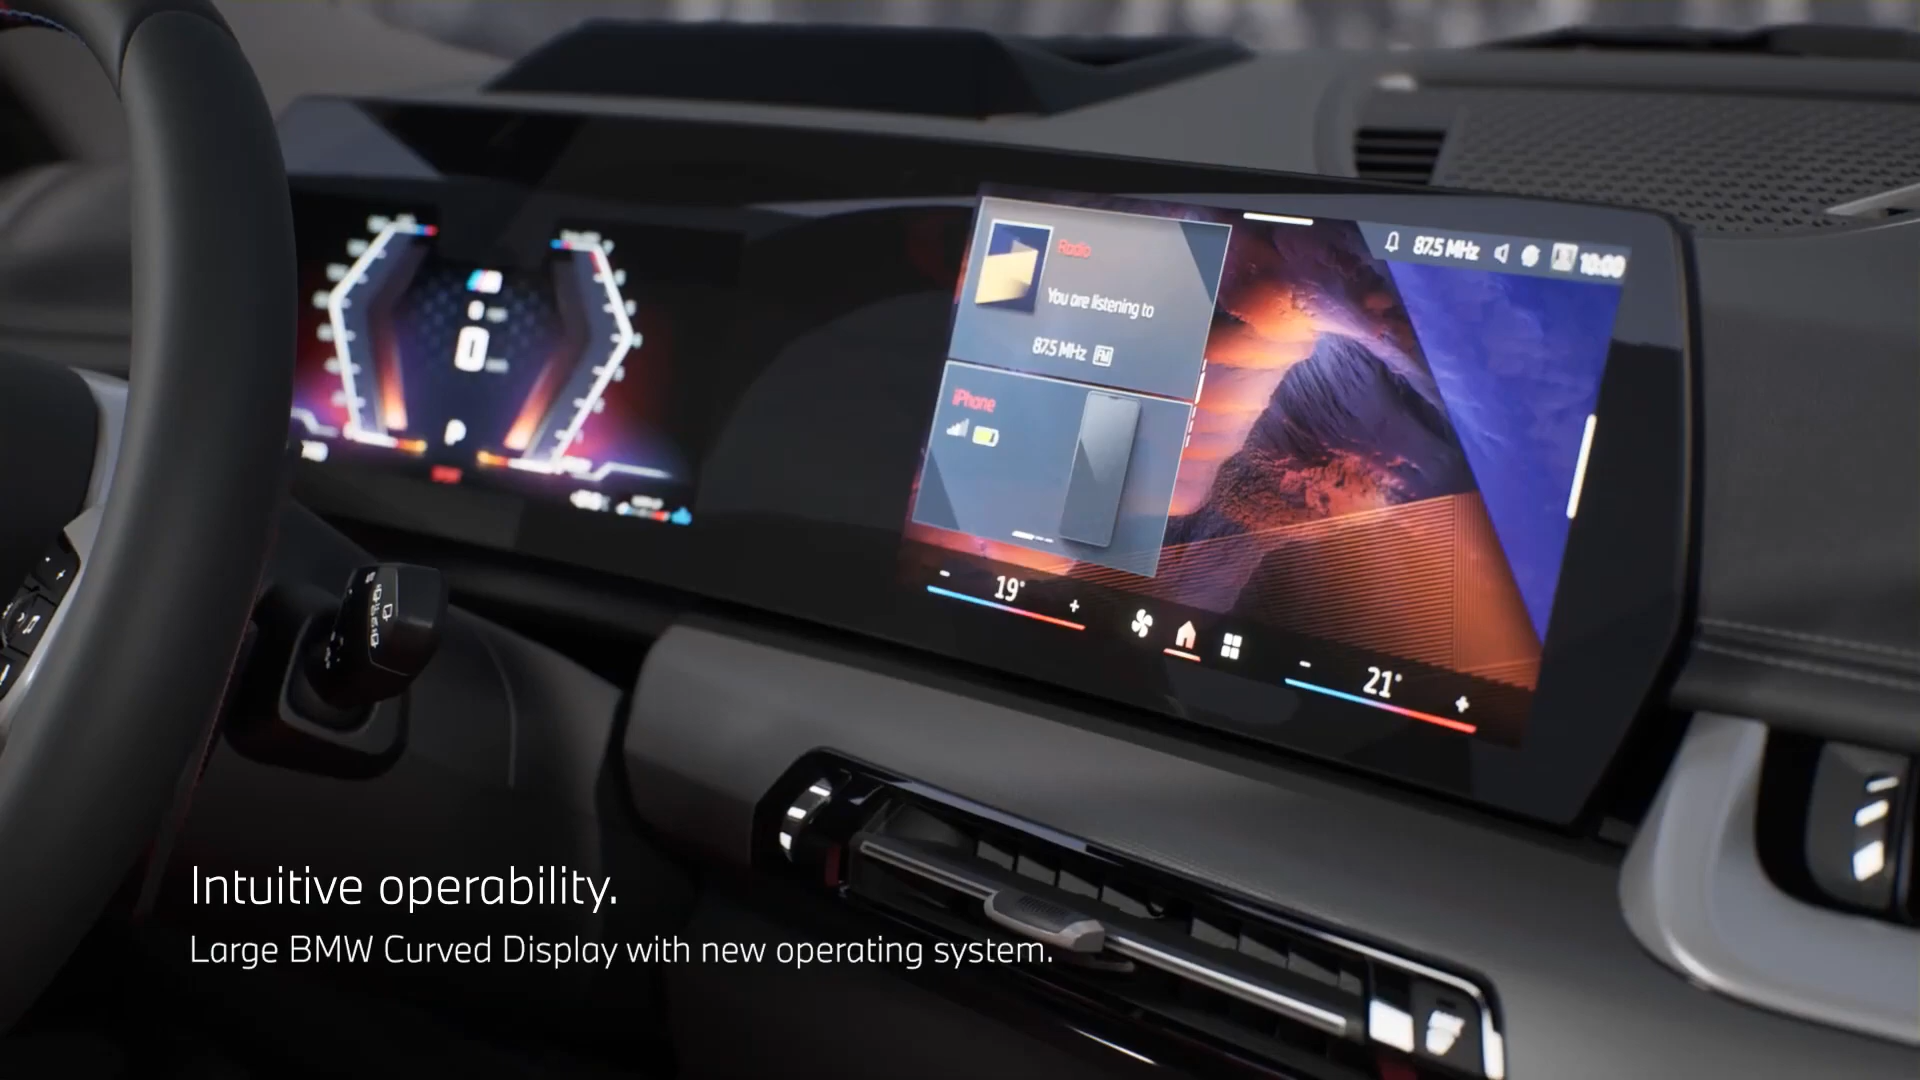 87.5 MHz
10:00
Radio
You are listening to
87.5 MHz FM
iPhone
0
P
- 19° +
- 21° +
Intuitive operability.
Large BMW Curved Display with new operating system.